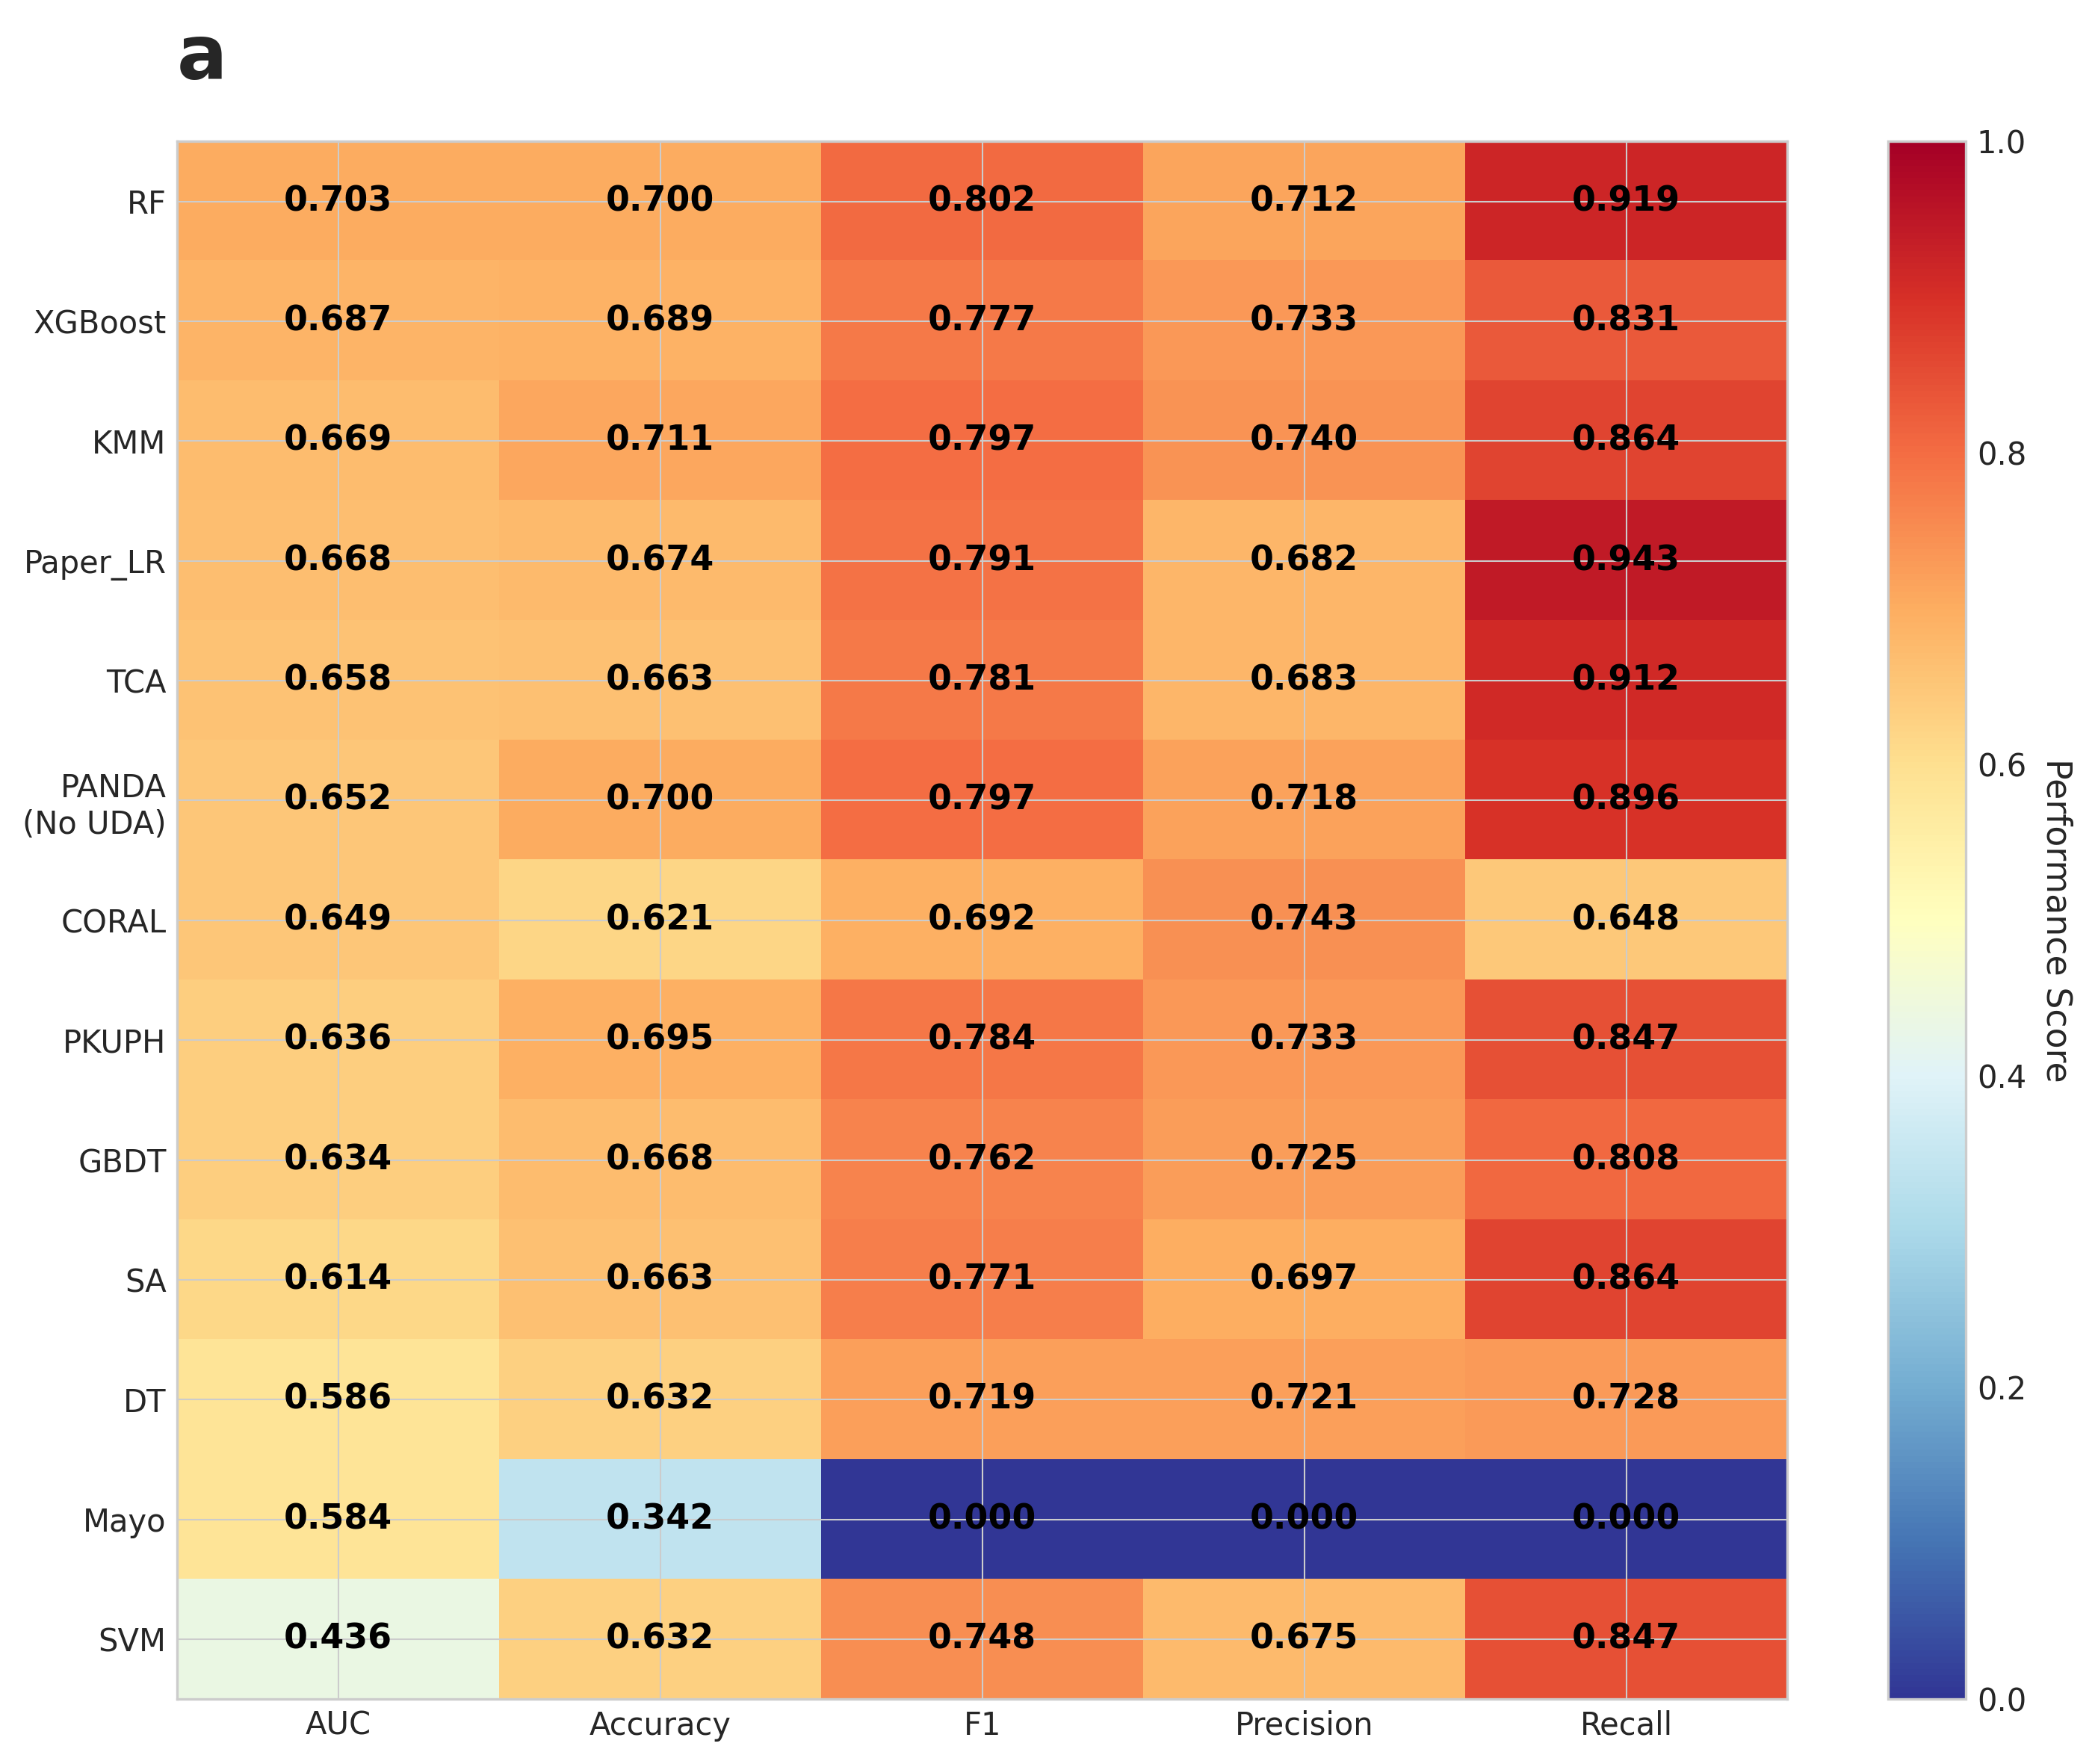 a
RF 0.703 0.700 0.802 0.712 0.919
XGBoost 0.687 0.689 0.777 0.733 0.831
KMM 0.669 0.711 0.797 0.740 0.864
Paper_LR 0.668 0.674 0.791 0.682 0.943
TCA 0.658 0.663 0.781 0.683 0.912
PANDA
(No UDA) 0.652 0.700 0.797 0.718 0.896
CORAL 0.649 0.621 0.692 0.743 0.648
PKUPH 0.636 0.695 0.784 0.733 0.847
GBDT 0.634 0.668 0.762 0.725 0.808
SA 0.614 0.663 0.771 0.697 0.864
DT 0.586 0.632 0.719 0.721 0.728
Mayo 0.584 0.342 0.000 0.000 0.000
SVM 0.436 0.632 0.748 0.675 0.847
AUC Accuracy F1 Precision Recall
1.0
0.8
0.6
0.4
0.2
0.0
Performance Score